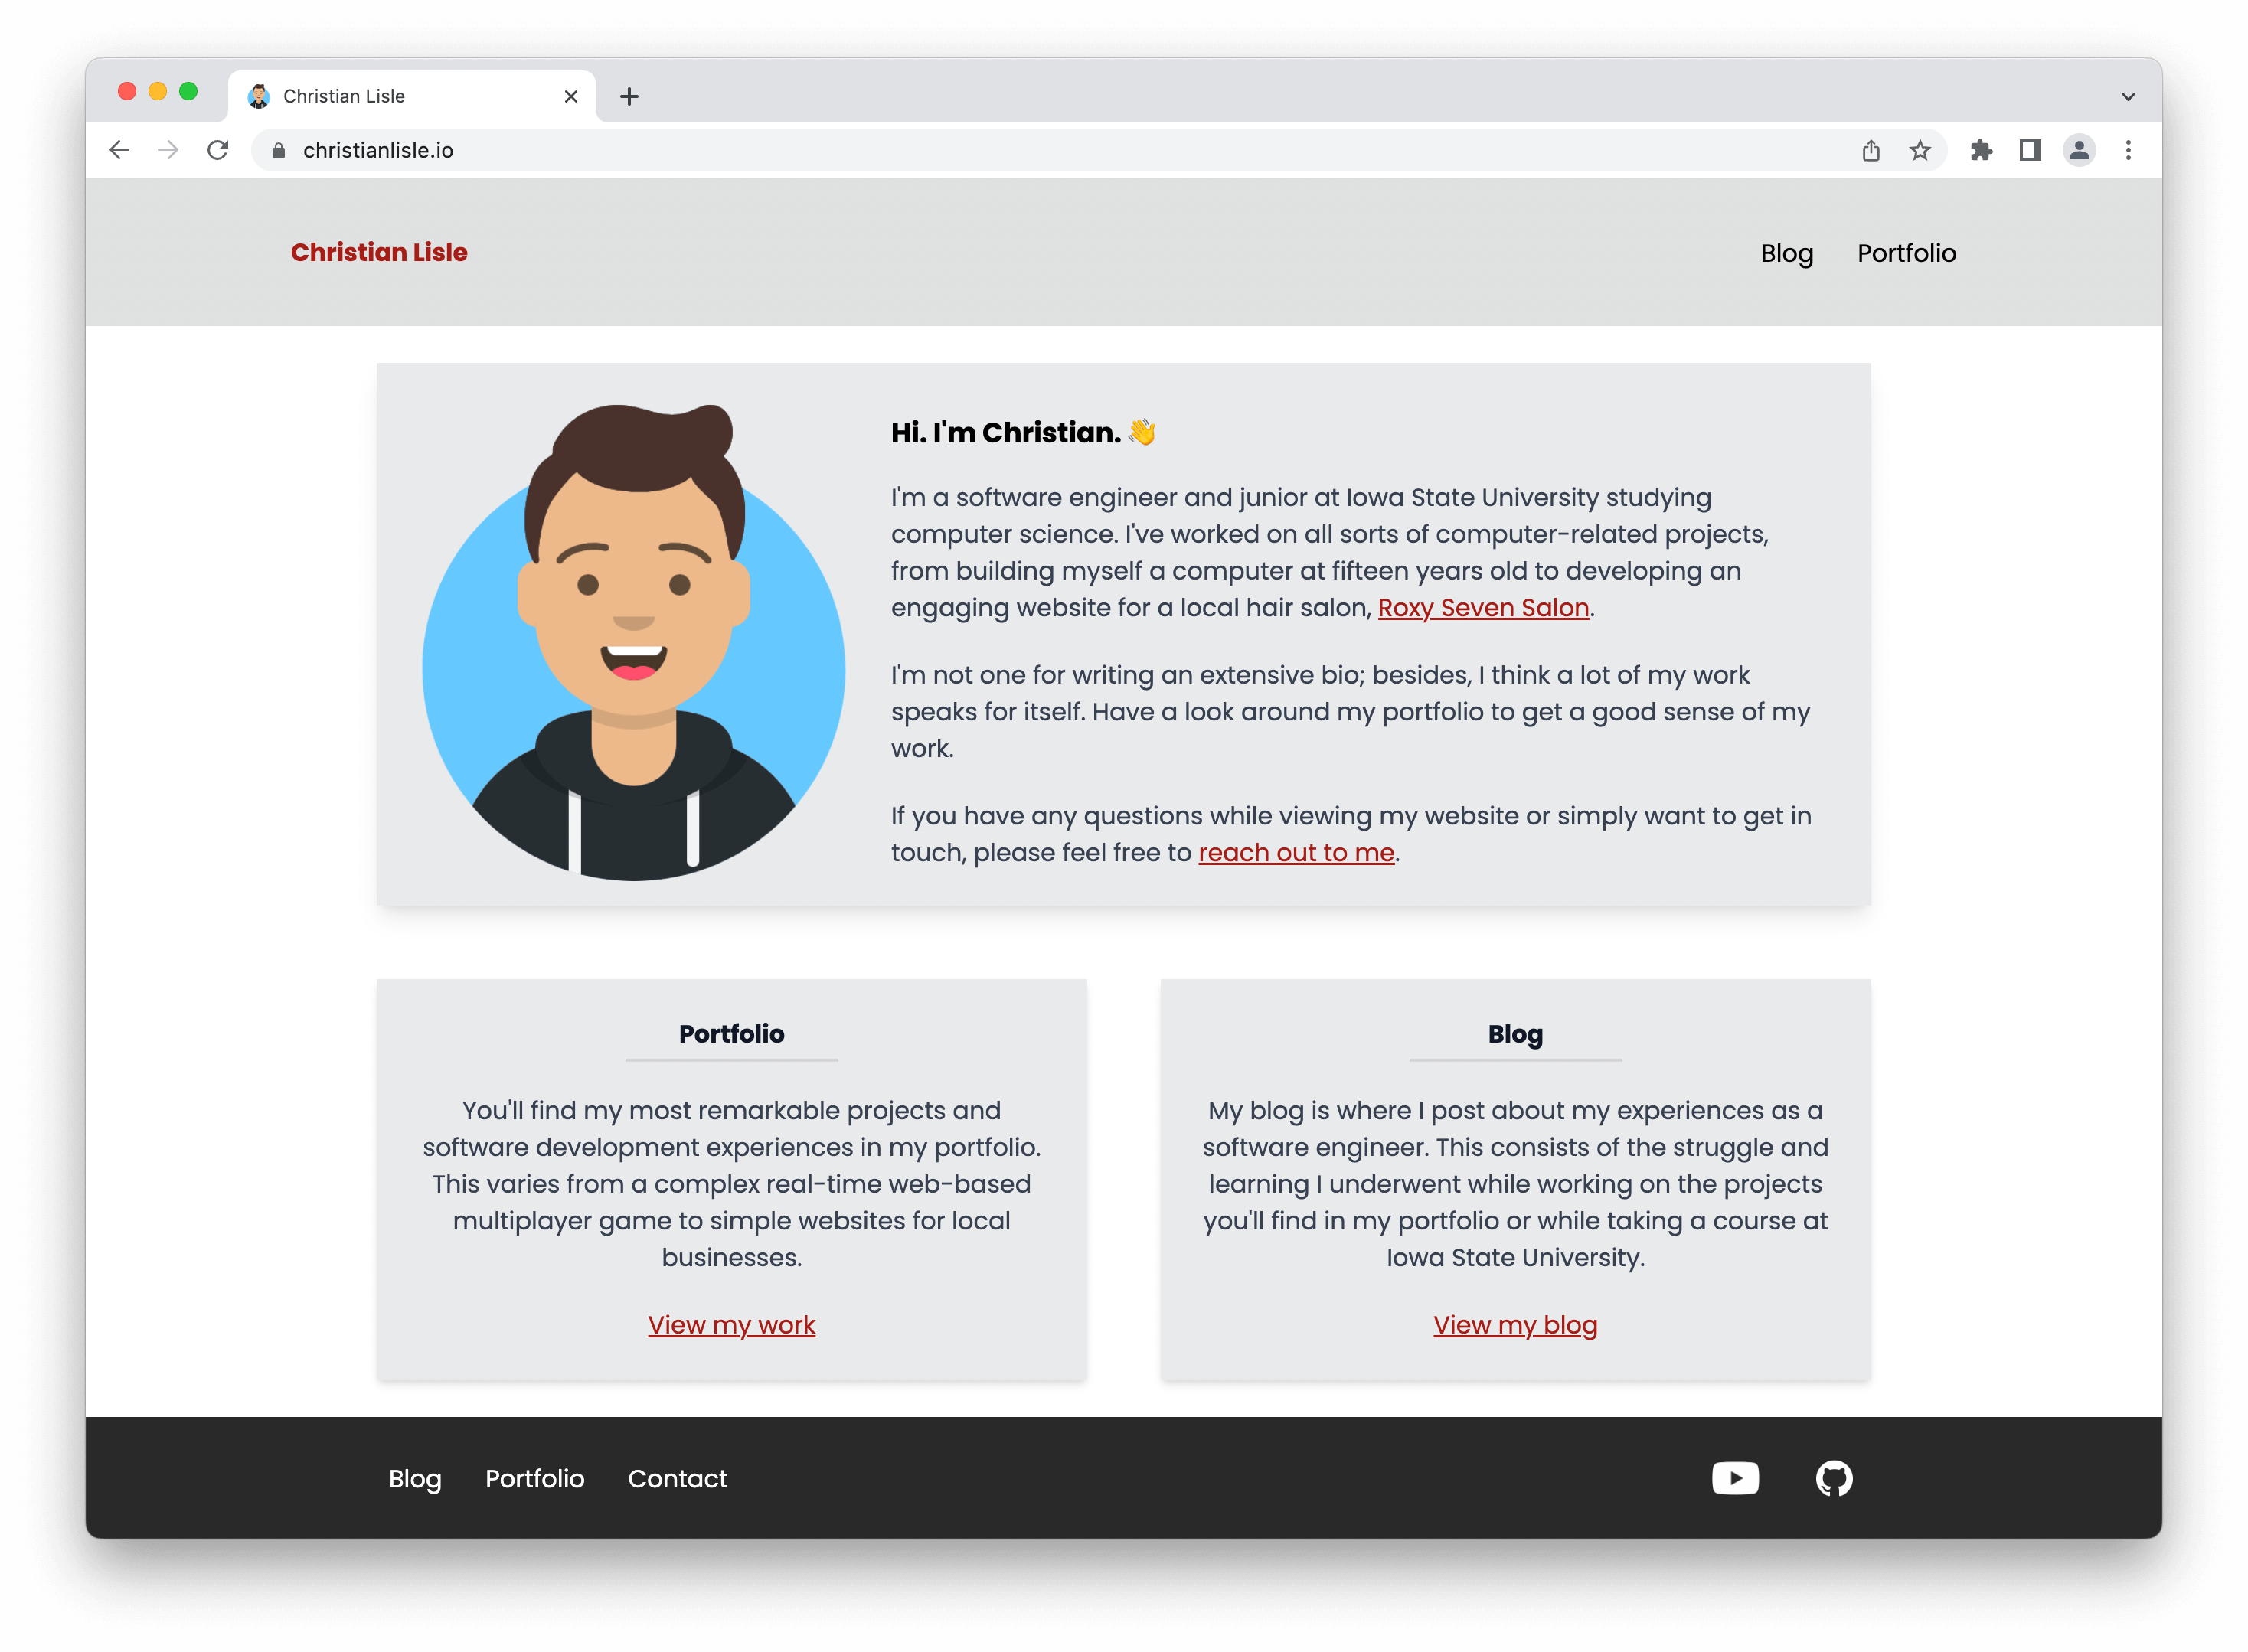 Christian Lisle
christianlisle.io
Christian Lisle
Blog Portfolio
Hi. I'm Christian. 👋
I'm a software engineer and junior at Iowa State University studying
computer science. I've worked on all sorts of computer-related projects,
from building myself a computer at fifteen years old to developing an
engaging website for a local hair salon, Roxy Seven Salon.
I'm not one for writing an extensive bio; besides, I think a lot of my work
speaks for itself. Have a look around my portfolio to get a good sense of my
work.
If you have any questions while viewing my website or simply want to get in
touch, please feel free to reach out to me.
Portfolio
You'll find my most remarkable projects and
software development experiences in my portfolio.
This varies from a complex real-time web-based
multiplayer game to simple websites for local
businesses.
View my work
Blog
My blog is where I post about my experiences as a
software engineer. This consists of the struggle and
learning I underwent while working on the projects
you'll find in my portfolio or while taking a course at
Iowa State University.
View my blog
Blog Portfolio Contact